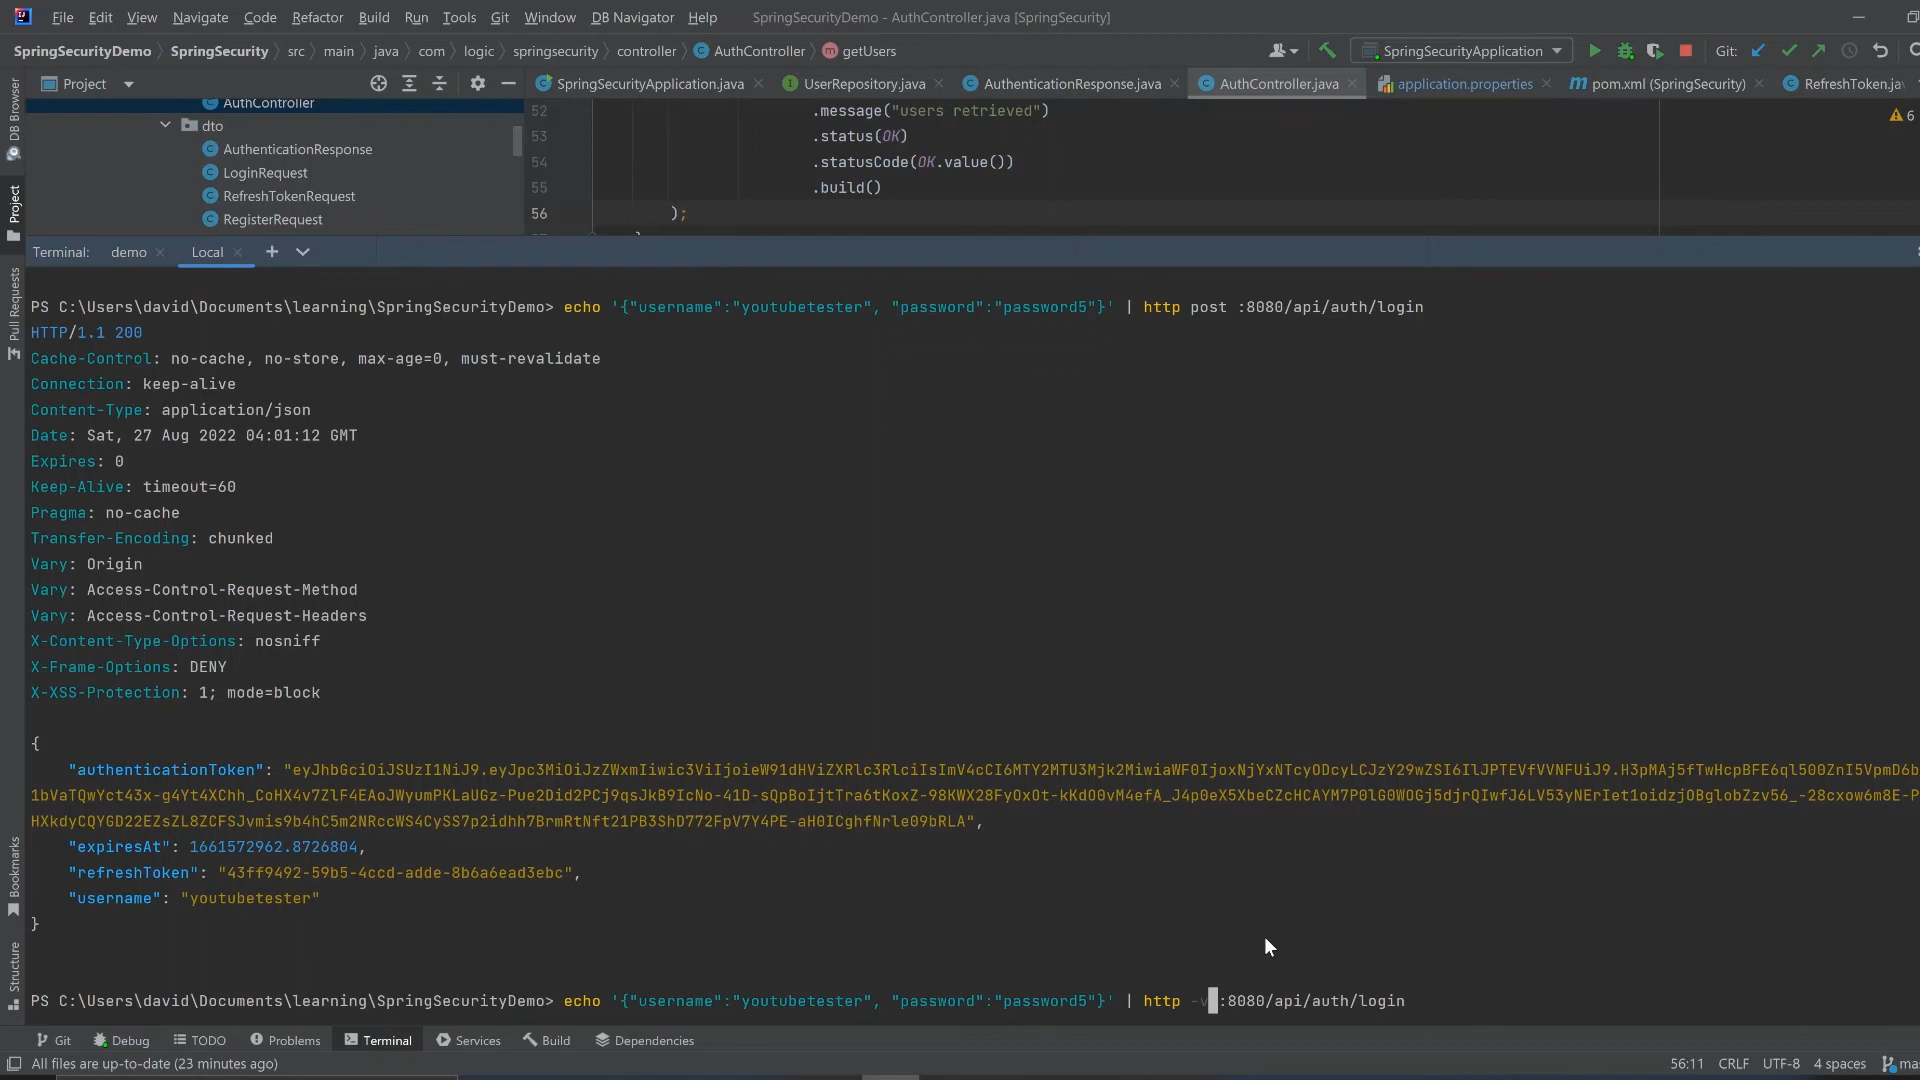 File Edit View Navigate Code Refactor Build Run Tools Git Window DB Navigator Help SpringSecurityDemo - AuthController.java [SpringSecurity]
SpringSecurityDemo SpringSecurity src main java com logic springsecurity controller AuthController getUsers SpringSecurityApplication Git:
Project SpringSecurityApplication.java UserRepository.java AuthenticationResponse.java AuthController.java application.properties pom.xml (SpringSecurity) RefreshToken.ja
DB Browser
Project
Pull Requests
Bookmarks
Structure
AuthController
dto
AuthenticationResponse
LoginRequest
RefreshTokenRequest
RegisterRequest
52 .message("users retrieved")
53 .status(OK)
54 .statusCode(OK.value())
55 .build()
56 );
6
Terminal: demo Local
PS C:\Users\david\Documents\learning\SpringSecurityDemo> echo '{"username":"youtubetester", "password":"password5"}' | http post :8080/api/auth/login
HTTP/1.1 200
Cache-Control: no-cache, no-store, max-age=0, must-revalidate
Connection: keep-alive
Content-Type: application/json
Date: Sat, 27 Aug 2022 04:01:12 GMT
Expires: 0
Keep-Alive: timeout=60
Pragma: no-cache
Transfer-Encoding: chunked
Vary: Origin
Vary: Access-Control-Request-Method
Vary: Access-Control-Request-Headers
X-Content-Type-Options: nosniff
X-Frame-Options: DENY
X-XSS-Protection: 1; mode=block
{
"authenticationToken":
"expiresAt": 1661572962.8726804,
"refreshToken": "43ff9492-59b5-4ccd-adde-8b6a6ead3ebc",
"username": "youtubetester"
}
PS C:\Users\david\Documents\learning\SpringSecurityDemo> echo '{"username":"youtubetester", "password":"password5"}' | http -v :8080/api/auth/login
Git Debug TODO Problems Terminal Services Build Dependencies
All files are up-to-date (23 minutes ago) 56:11 CRLF UTF-8 4 spaces mas